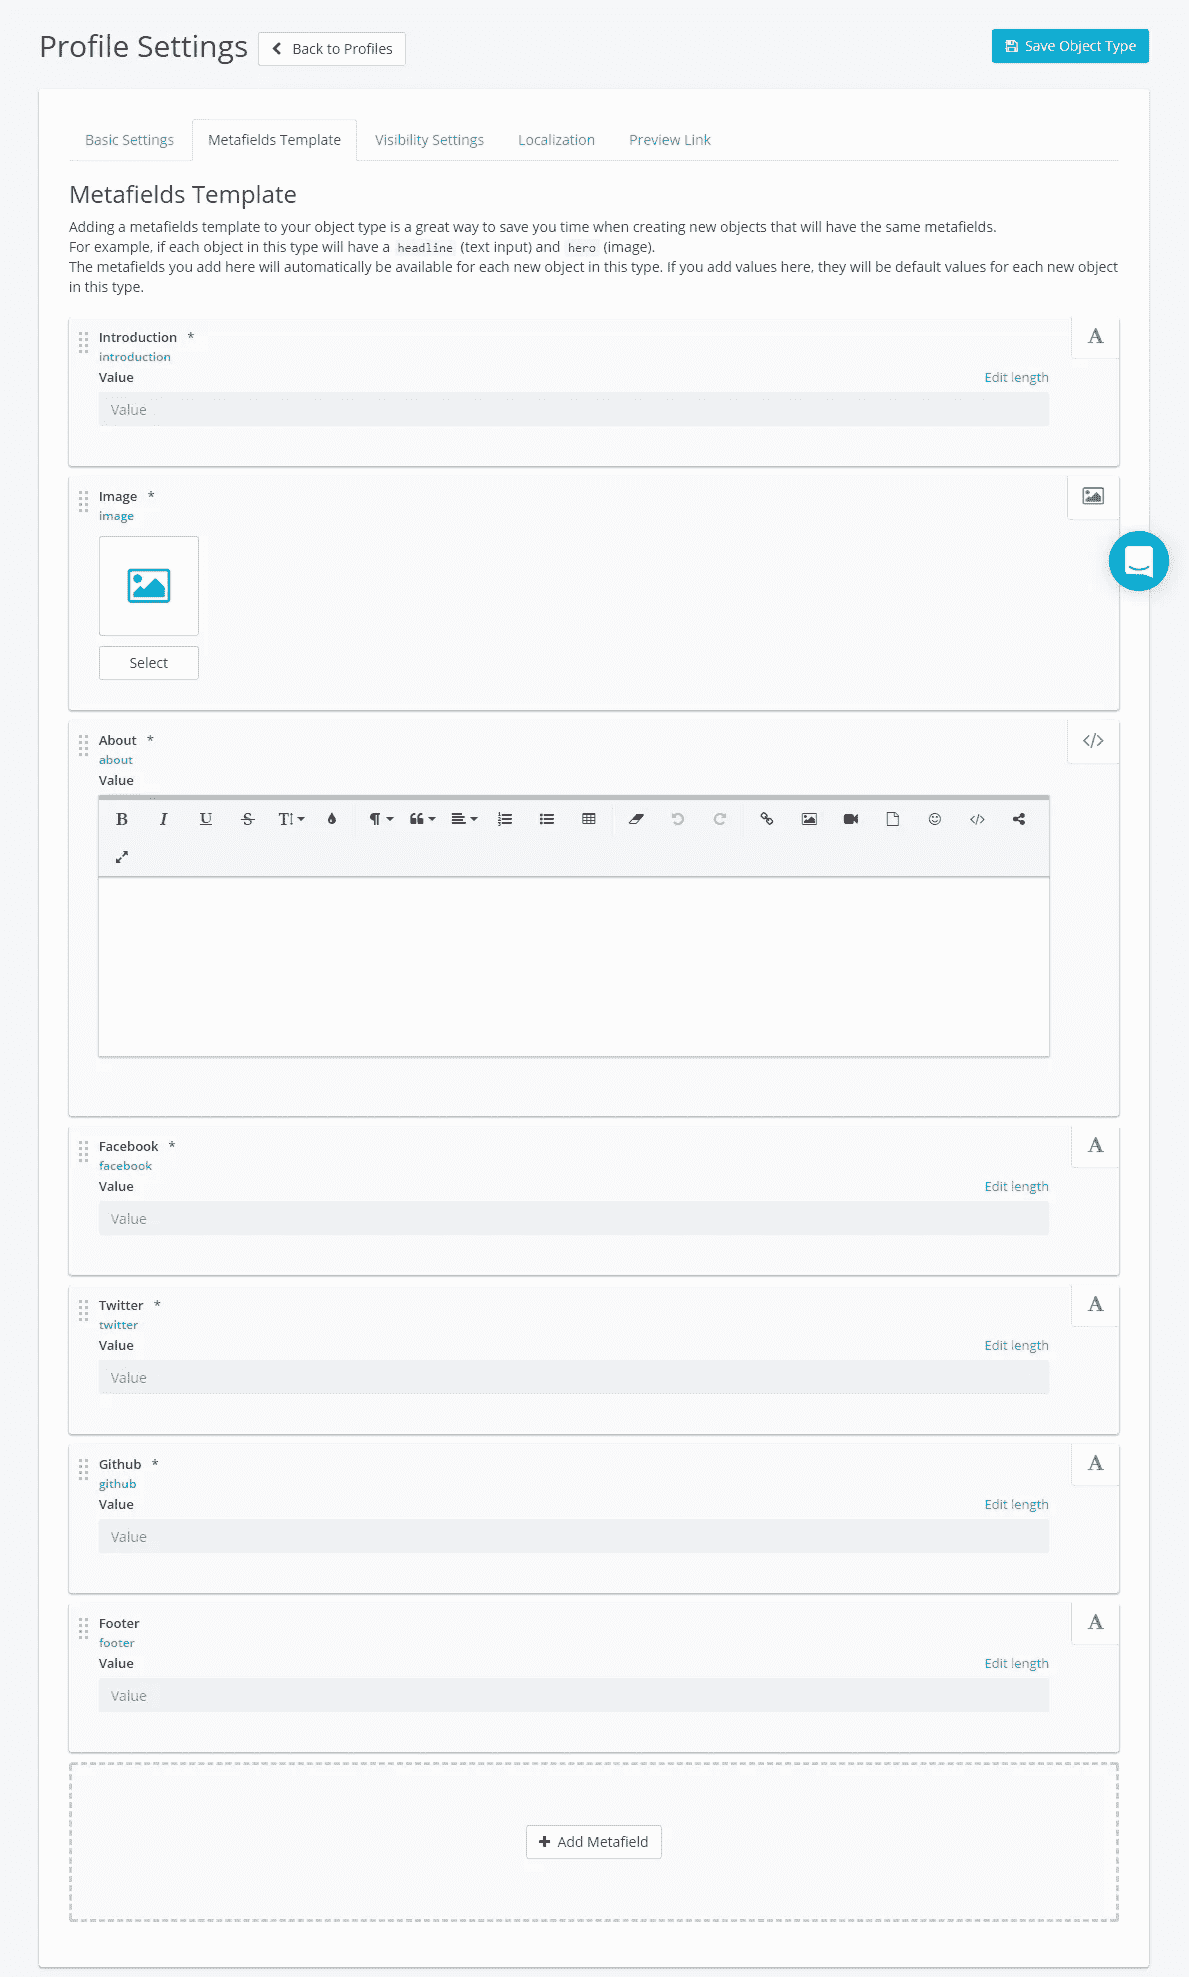 Profile Settings
Back to Profiles
Save Object Type
Basic Settings
Metafields Template
Visibility Settings
Localization
Preview Link
Metafields Template
Adding a metafields template to your object type is a great way to save you time when creating new objects that will have the same metafields.
For example, if each object in this type will have a headline (text input) and hero (image).
The metafields you add here will automatically be available for each new object in this type. If you add values here, they will be default values for each new object
in this type.
Introduction *
introduction
Value
Edit length
Value
Image *
image
Select
About *
about
Value
Facebook *
facebook
Value
Edit length
Value
Twitter *
twitter
Value
Edit length
Value
Github *
github
Value
Edit length
Value
Footer
footer
Value
Edit length
Value
Add Metafield